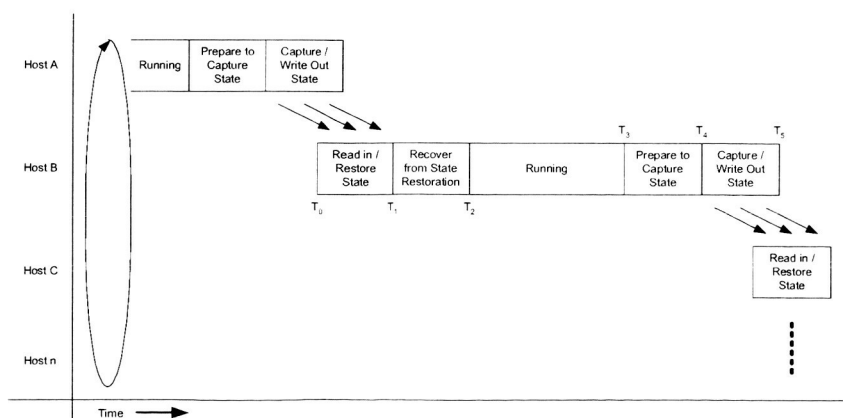 Host A
Running
Prepare to
Capture
State
Capture /
Write Out
State
Host B
Read in /
Restore
State
Recover
from State
Restoration
Running
Prepare to
Capture
State
Capture /
Write Out
State
T3
T4
T5
T0
T1
T2
Host C
Read in /
Restore
State
Host n
Time